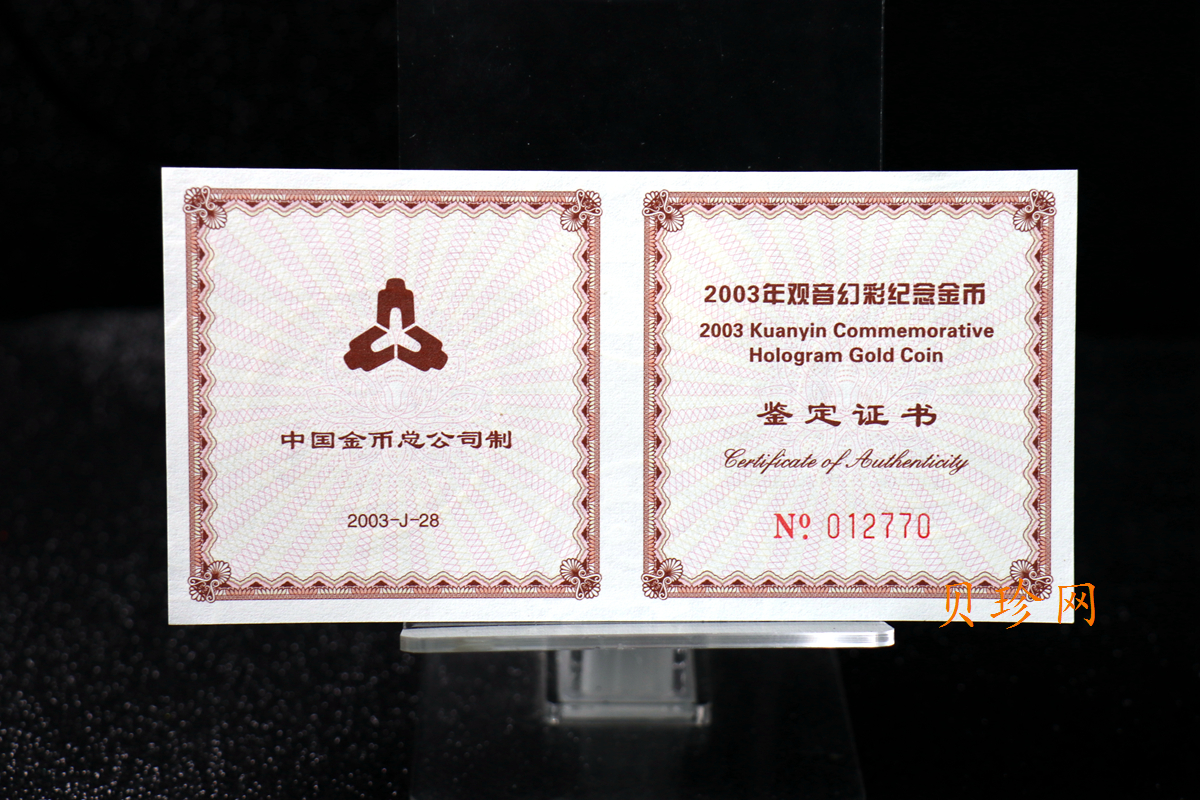 中国金币总公司制
2003-J-28
2003年观音幻彩纪念金币
2003 Kuanyin Commemorative
Hologram Gold Coin
鉴定证书
Certificate of Authenticity
Nº 012770
贝珍网